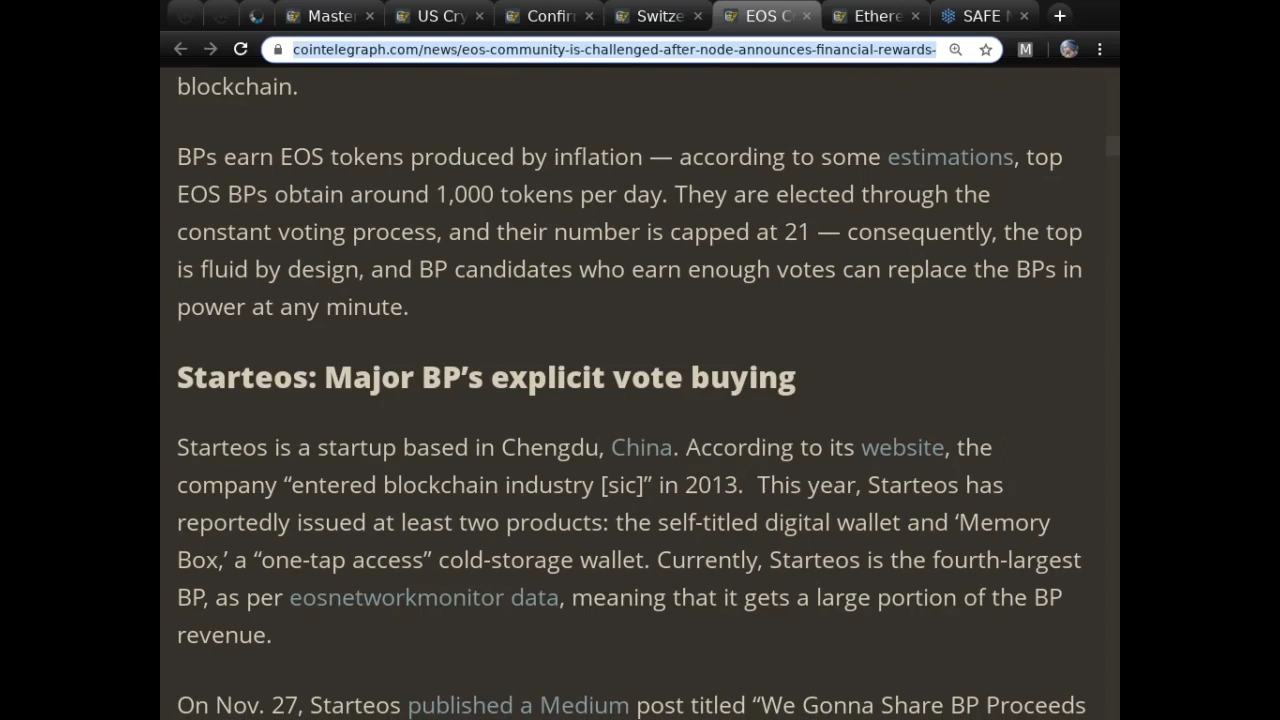 Master
US Cry
Confir
Switze
EOS C
Ethere
SAFE
cointelegraph.com/news/eos-community-is-challenged-after-node-announces-financial-rewards-
M
blockchain.
BPs earn EOS tokens produced by inflation — according to some estimations, top
EOS BPs obtain around 1,000 tokens per day. They are elected through the
constant voting process, and their number is capped at 21 — consequently, the top
is fluid by design, and BP candidates who earn enough votes can replace the BPs in
power at any minute.
Starteos: Major BP’s explicit vote buying
Starteos is a startup based in Chengdu, China. According to its website, the
company “entered blockchain industry [sic]” in 2013.  This year, Starteos has
reportedly issued at least two products: the self-titled digital wallet and ‘Memory
Box,’ a “one-tap access” cold-storage wallet. Currently, Starteos is the fourth-largest
BP, as per eosnetworkmonitor data, meaning that it gets a large portion of the BP
revenue.
On Nov. 27, Starteos published a Medium post titled “We Gonna Share BP Proceeds